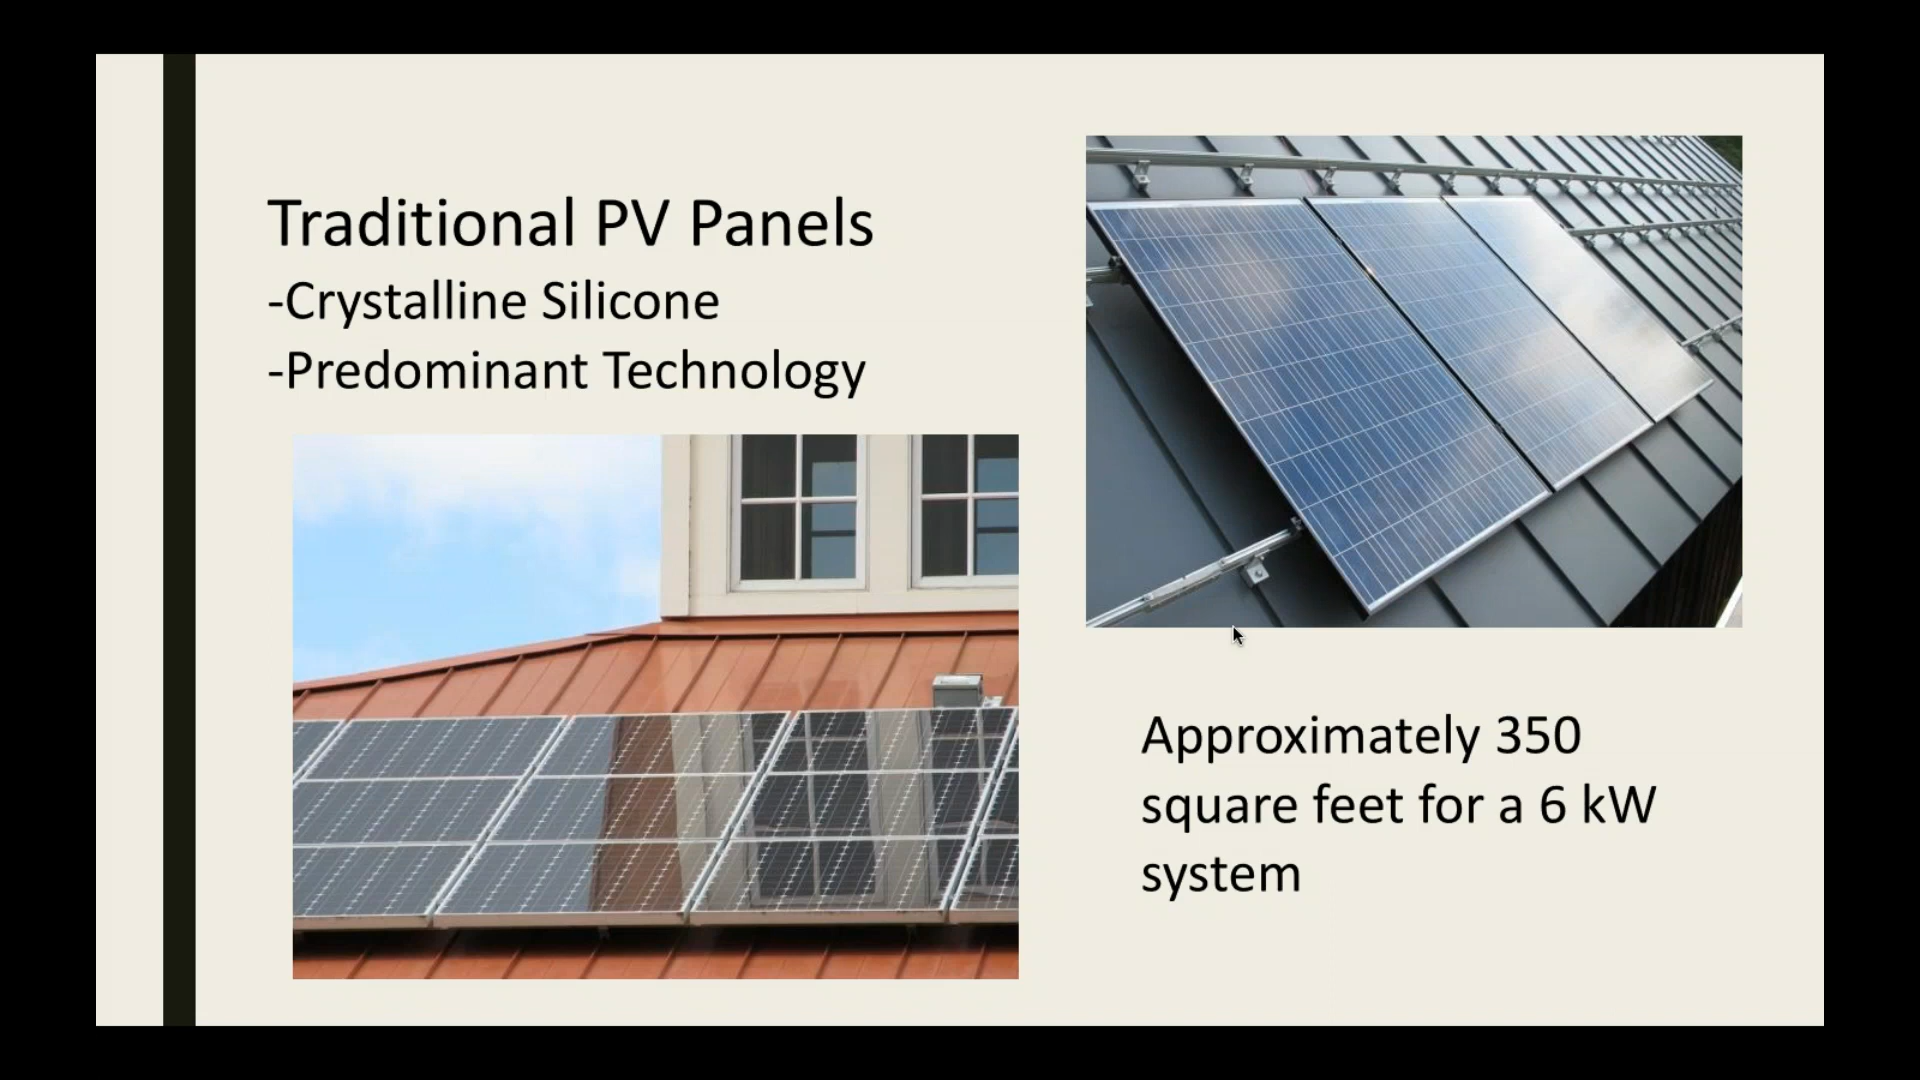 Traditional PV Panels
-Crystalline Silicone
-Predominant Technology
Approximately 350
square feet for a 6 kW
system